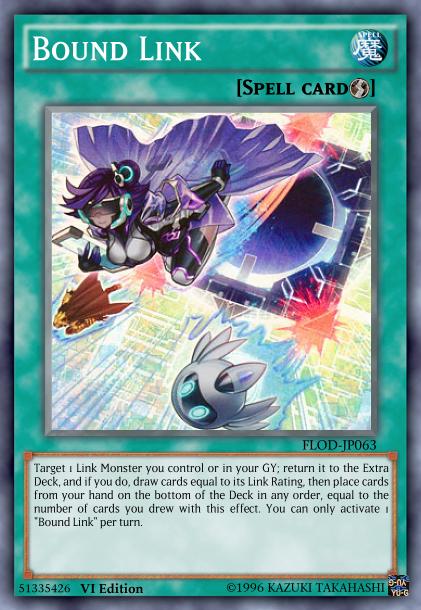 BOUND LINK
SPELL
魔
[SPELL CARD]
FLOD-JP063
Target 1 Link Monster you control or in your GY; return it to the Extra
Deck, and if you do, draw cards equal to its Link Rating, then place cards
from your hand on the bottom of the Deck in any order, equal to the
number of cards you drew with this effect. You can only activate 1
"Bound Link" per turn.
51335426 VI Edition ©1996 KAZUKI TAKAHASHI